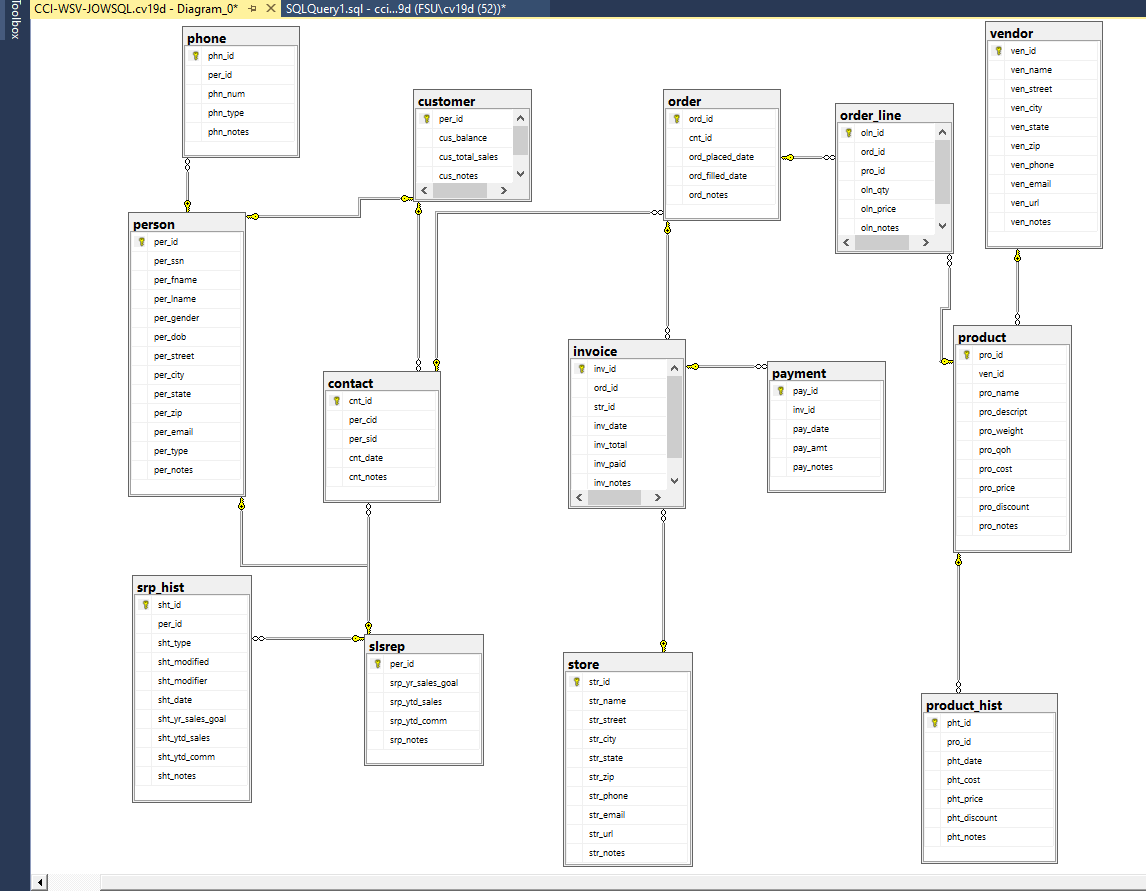 Toolbox
CCI-WSV-JOWSQL.cv19d - Diagram_0*
SQLQuery1.sql - cci...9d (FSU\cv19d (52))*
phone
phn_id
per_id
phn_num
phn_type
phn_notes
customer
per_id
cus_balance
cus_total_sales
cus_notes
order
ord_id
cnt_id
ord_placed_date
ord_filled_date
ord_notes
order_line
oln_id
ord_id
pro_id
oln_qty
oln_price
oln_notes
vendor
ven_id
ven_name
ven_street
ven_city
ven_state
ven_zip
ven_phone
ven_email
ven_url
ven_notes
person
per_id
per_ssn
per_fname
per_lname
per_gender
per_dob
per_street
per_city
per_state
per_zip
per_email
per_type
per_notes
contact
cnt_id
per_cid
per_sid
cnt_date
cnt_notes
invoice
inv_id
ord_id
str_id
inv_date
inv_total
inv_paid
inv_notes
payment
pay_id
inv_id
pay_date
pay_amt
pay_notes
product
pro_id
ven_id
pro_name
pro_descript
pro_weight
pro_qoh
pro_cost
pro_price
pro_discount
pro_notes
srp_hist
sht_id
per_id
sht_type
sht_modified
sht_modifier
sht_date
sht_yr_sales_goal
sht_ytd_sales
sht_ytd_comm
sht_notes
slsrep
per_id
srp_yr_sales_goal
srp_ytd_sales
srp_ytd_comm
srp_notes
store
str_id
str_name
str_street
str_city
str_state
str_zip
str_phone
str_email
str_url
str_notes
product_hist
pht_id
pro_id
pht_date
pht_cost
pht_price
pht_discount
pht_notes